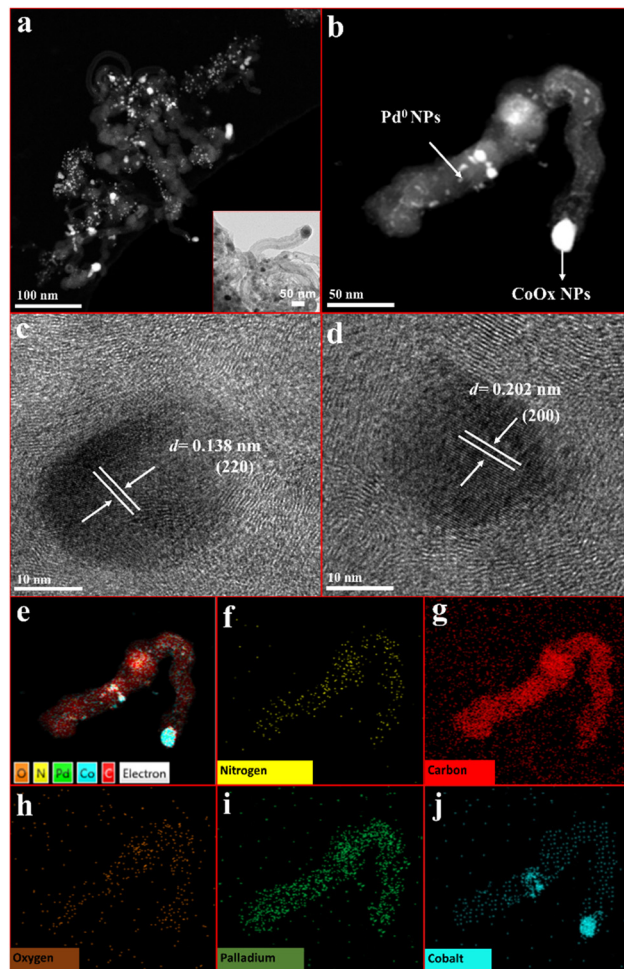 a
100 nm
50 nm
b
Pd⁰ NPs
CoOx NPs
50 nm
c
d= 0.138 nm
(220)
10 nm
d
d= 0.202 nm
(200)
10 nm
e
O N Pd Co C Electron
f
Nitrogen
g
Carbon
h
Oxygen
i
Palladium
j
Cobalt